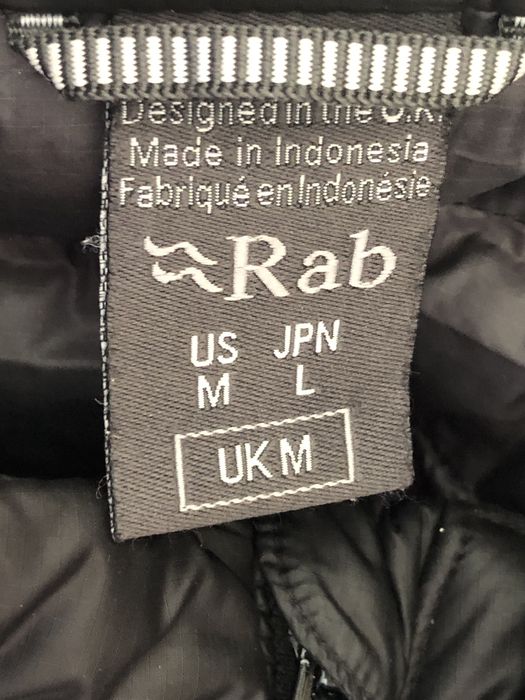 Designed in the U.K.
Made in Indonesia
Fabriqué en Indonésie
Rab
US JPN
M L
UK M